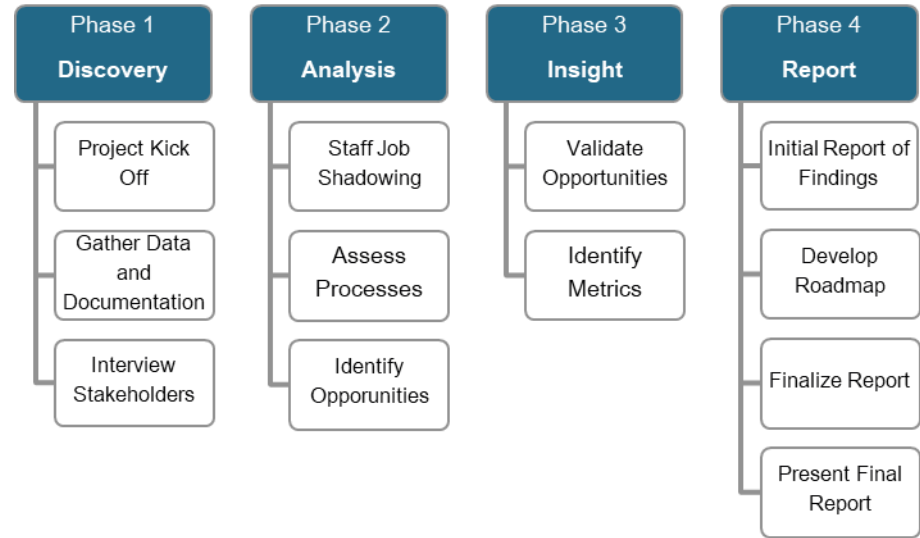 Phase 1
Discovery
Project Kick
Off
Gather Data
and
Documentation
Interview
Stakeholders
Phase 2
Analysis
Staff Job
Shadowing
Assess
Processes
Identify
Opporunities
Phase 3
Insight
Validate
Opportunities
Identify
Metrics
Phase 4
Report
Initial Report of
Findings
Develop
Roadmap
Finalize Report
Present Final
Report